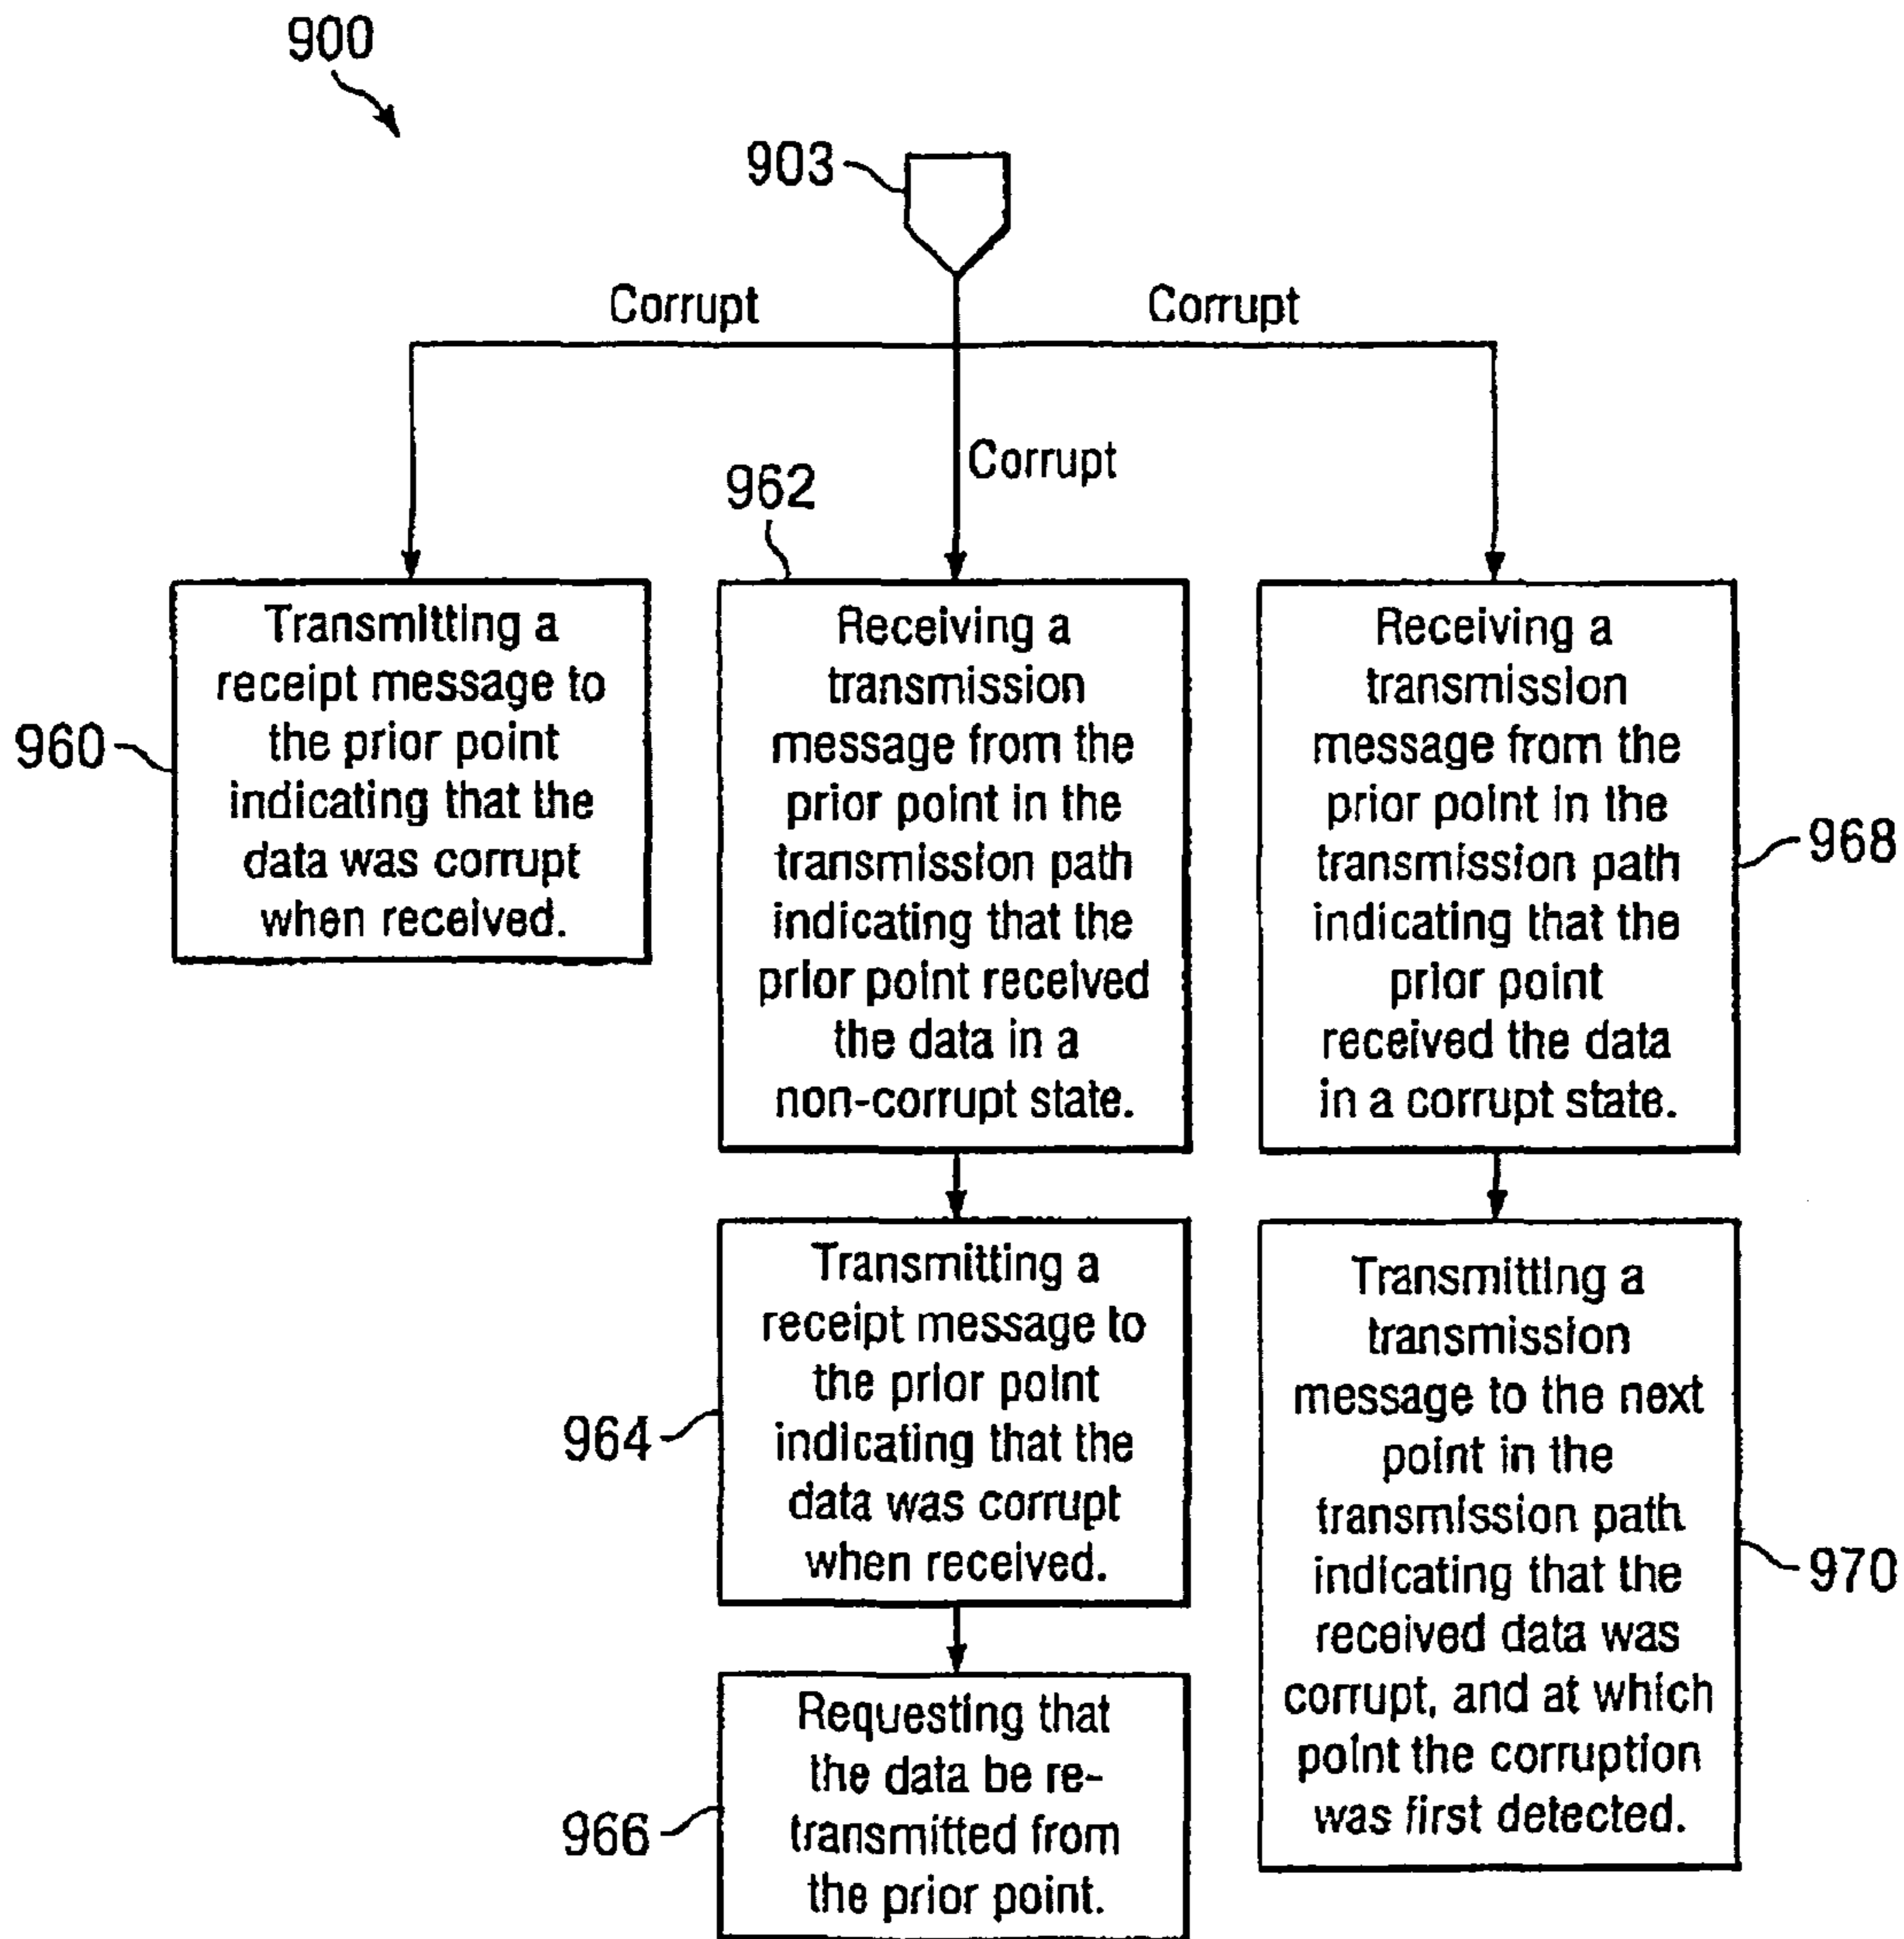 900
903
Corrupt
Corrupt
Corrupt
962
960
Transmitting a
receipt message to
the prior point
indicating that the
data was corrupt
when received.
Receiving a
transmission
message from the
prior point in the
transmission path
indicating that the
prior point received
the data in a
non-corrupt state.
Receiving a
transmission
message from the
prior point in the
transmission path
indicating that the
prior point
received the data
in a corrupt state.
968
964
Transmitting a
receipt message to
the prior point
indicating that the
data was corrupt
when received.
Transmitting a
transmission
message to the next
point in the
transmission path
indicating that the
received data was
corrupt, and at which
point the corruption
was first detected.
970
966
Requesting that
the data be re-
transmitted from
the prior point.